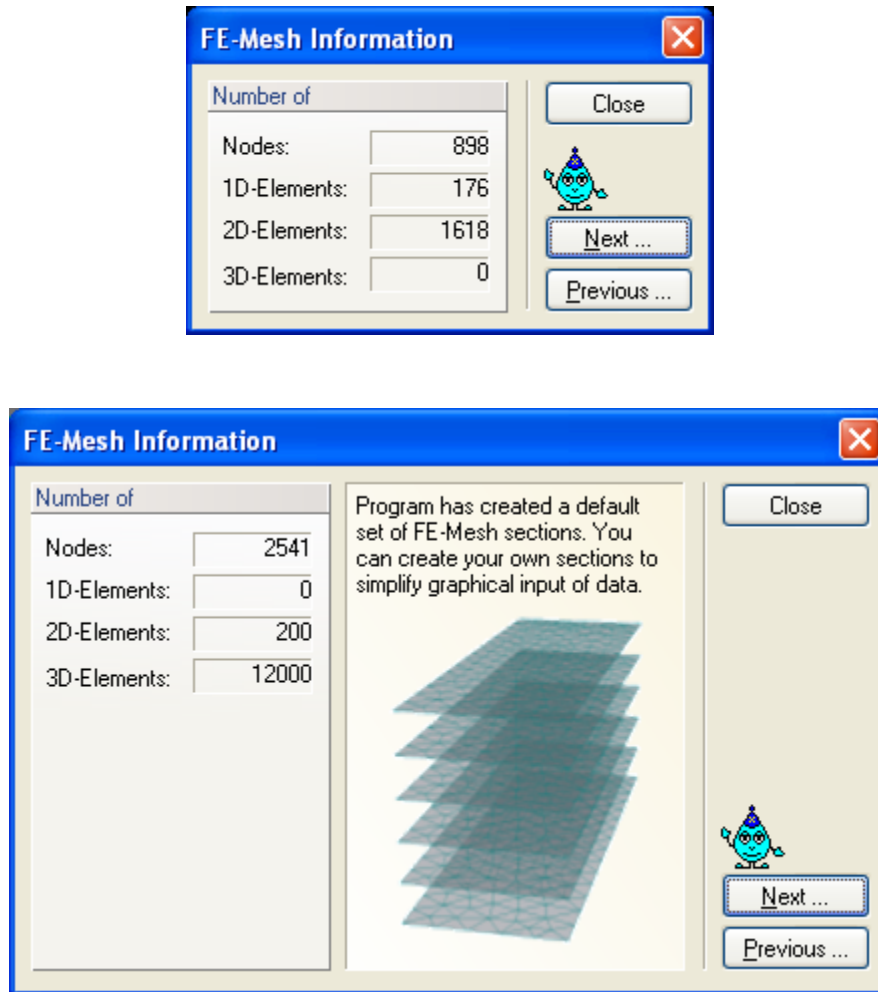 FE-Mesh Information
Number of
Close
Nodes: 898
1D-Elements: 176
2D-Elements: 1618
Next ...
3D-Elements: 0
Previous ...
FE-Mesh Information
Number of
Nodes: 2541
1D-Elements: 0
2D-Elements: 200
3D-Elements: 12000
Program has created a default
set of FE-Mesh sections. You
can create your own sections to
simplify graphical input of data.
Close
Next ...
Previous ...